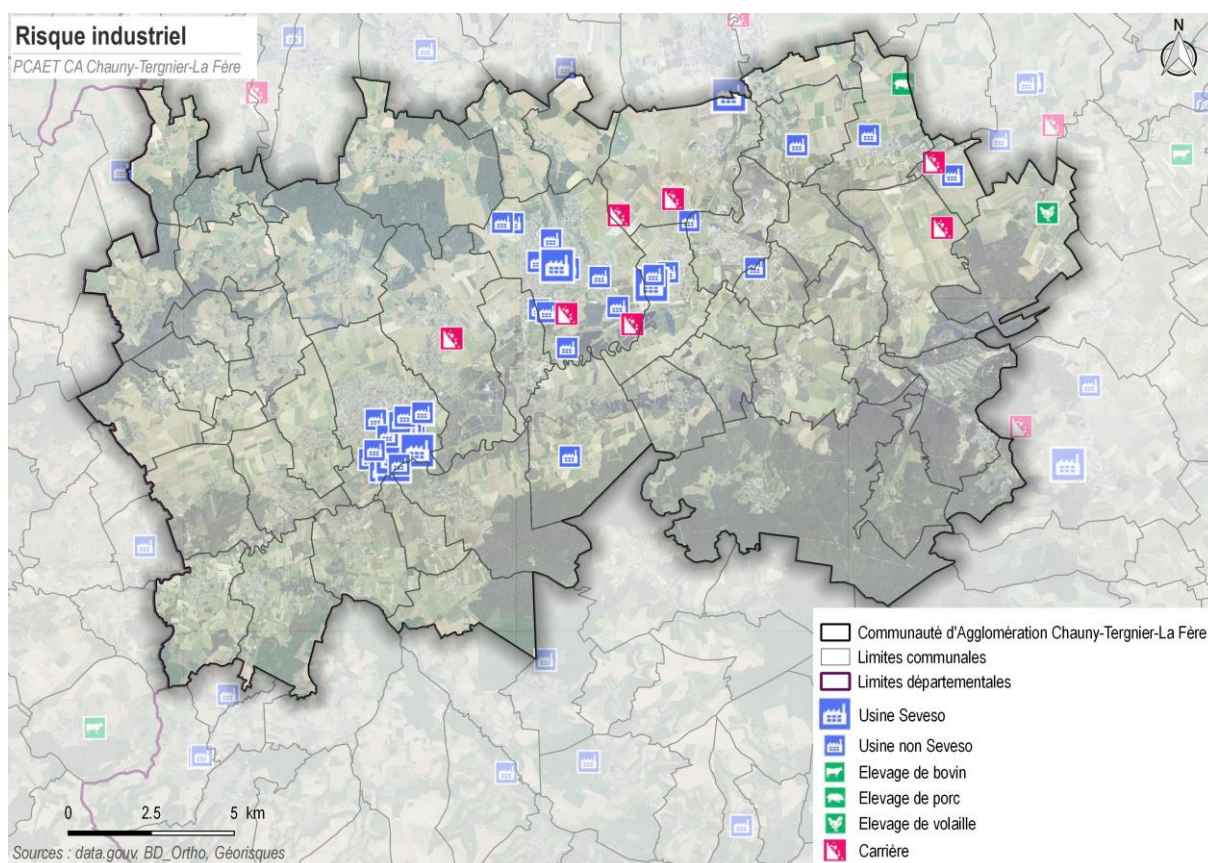 Risque industriel
PCAET CA Chauny-Tergnier-La Fère
N
Communauté d'Agglomération Chauny-Tergnier-La Fère
Limites communales
Limites départementales
Usine Seveso
Usine non Seveso
Elevage de bovin
Elevage de porc
Elevage de volaille
Carrière
0 2.5 5 km
Sources : data.gouv, BD_Ortho, Géorisques